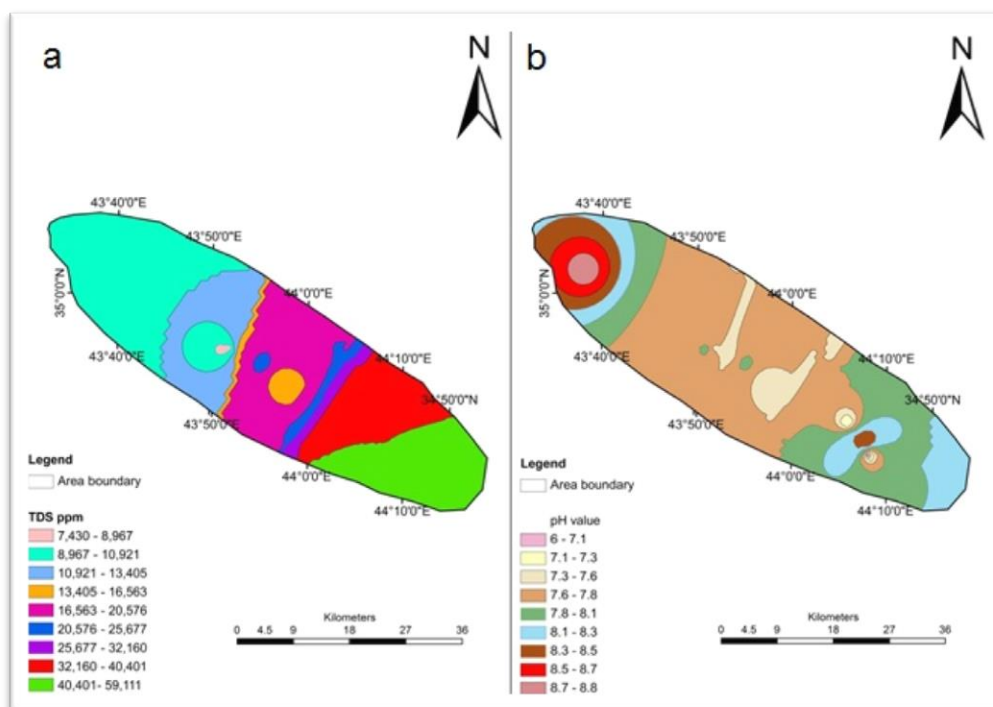 a
N
43°40'0"E
43°50'0"E
35°0'0"N
44°0'0"E
43°40'0"E
44°10'0"E
34°50'0"N
43°50'0"E
44°0'0"E
44°10'0"E
Legend
Area boundary
TDS ppm
7,430 - 8,967
8,967 - 10,921
10,921 - 13,405
13,405 - 16,563
16,563 - 20,576
20,576 - 25,677
25,677 - 32,160
32,160 - 40,401
40,401- 59,111
Kilometers
0 4.5 9 18 27 36
b
N
43°40'0"E
43°50'0"E
35°0'0"N
44°0'0"E
43°40'0"E
44°10'0"E
34°50'0"N
43°50'0"E
44°0'0"E
44°10'0"E
Legend
Area boundary
pH value
6 - 7.1
7.1 - 7.3
7.3 - 7.6
7.6 - 7.8
7.8 - 8.1
8.1 - 8.3
8.3 - 8.5
8.5 - 8.7
8.7 - 8.8
Kilometers
0 4.5 9 18 27 36